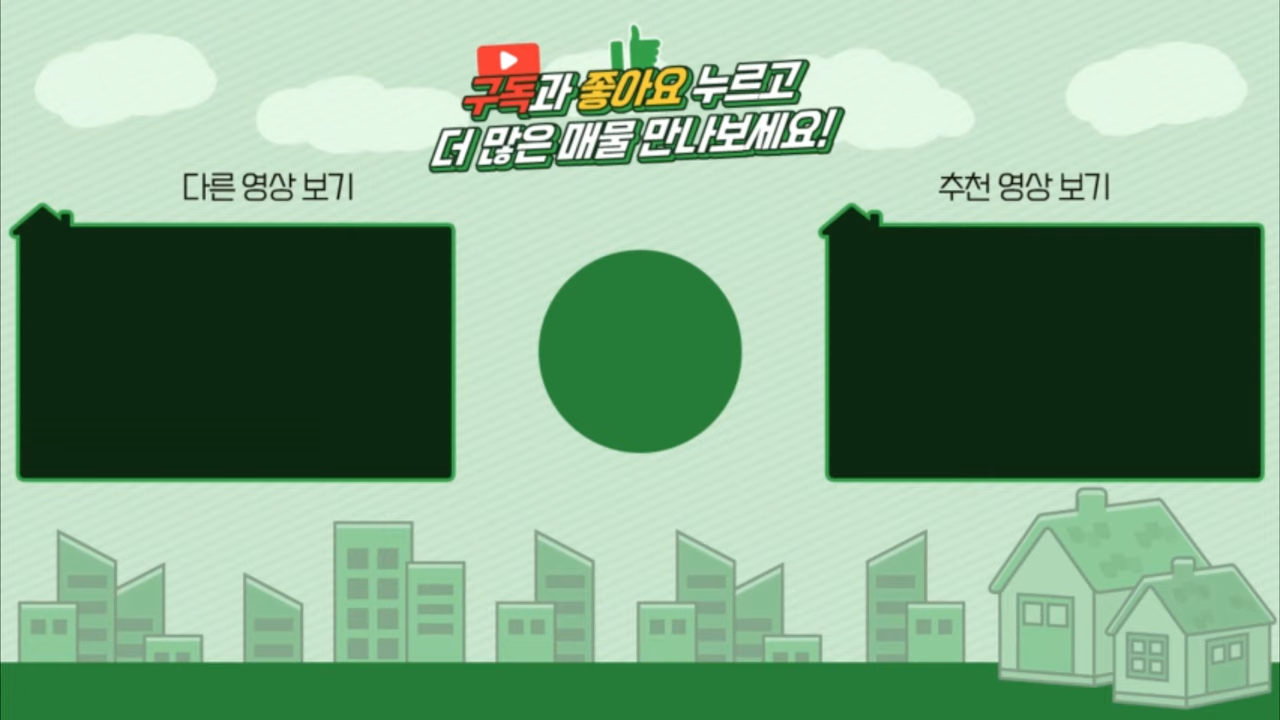 구독과 좋아요 누르고
더 많은 매물 만나보세요!
다른 영상 보기
추천 영상 보기